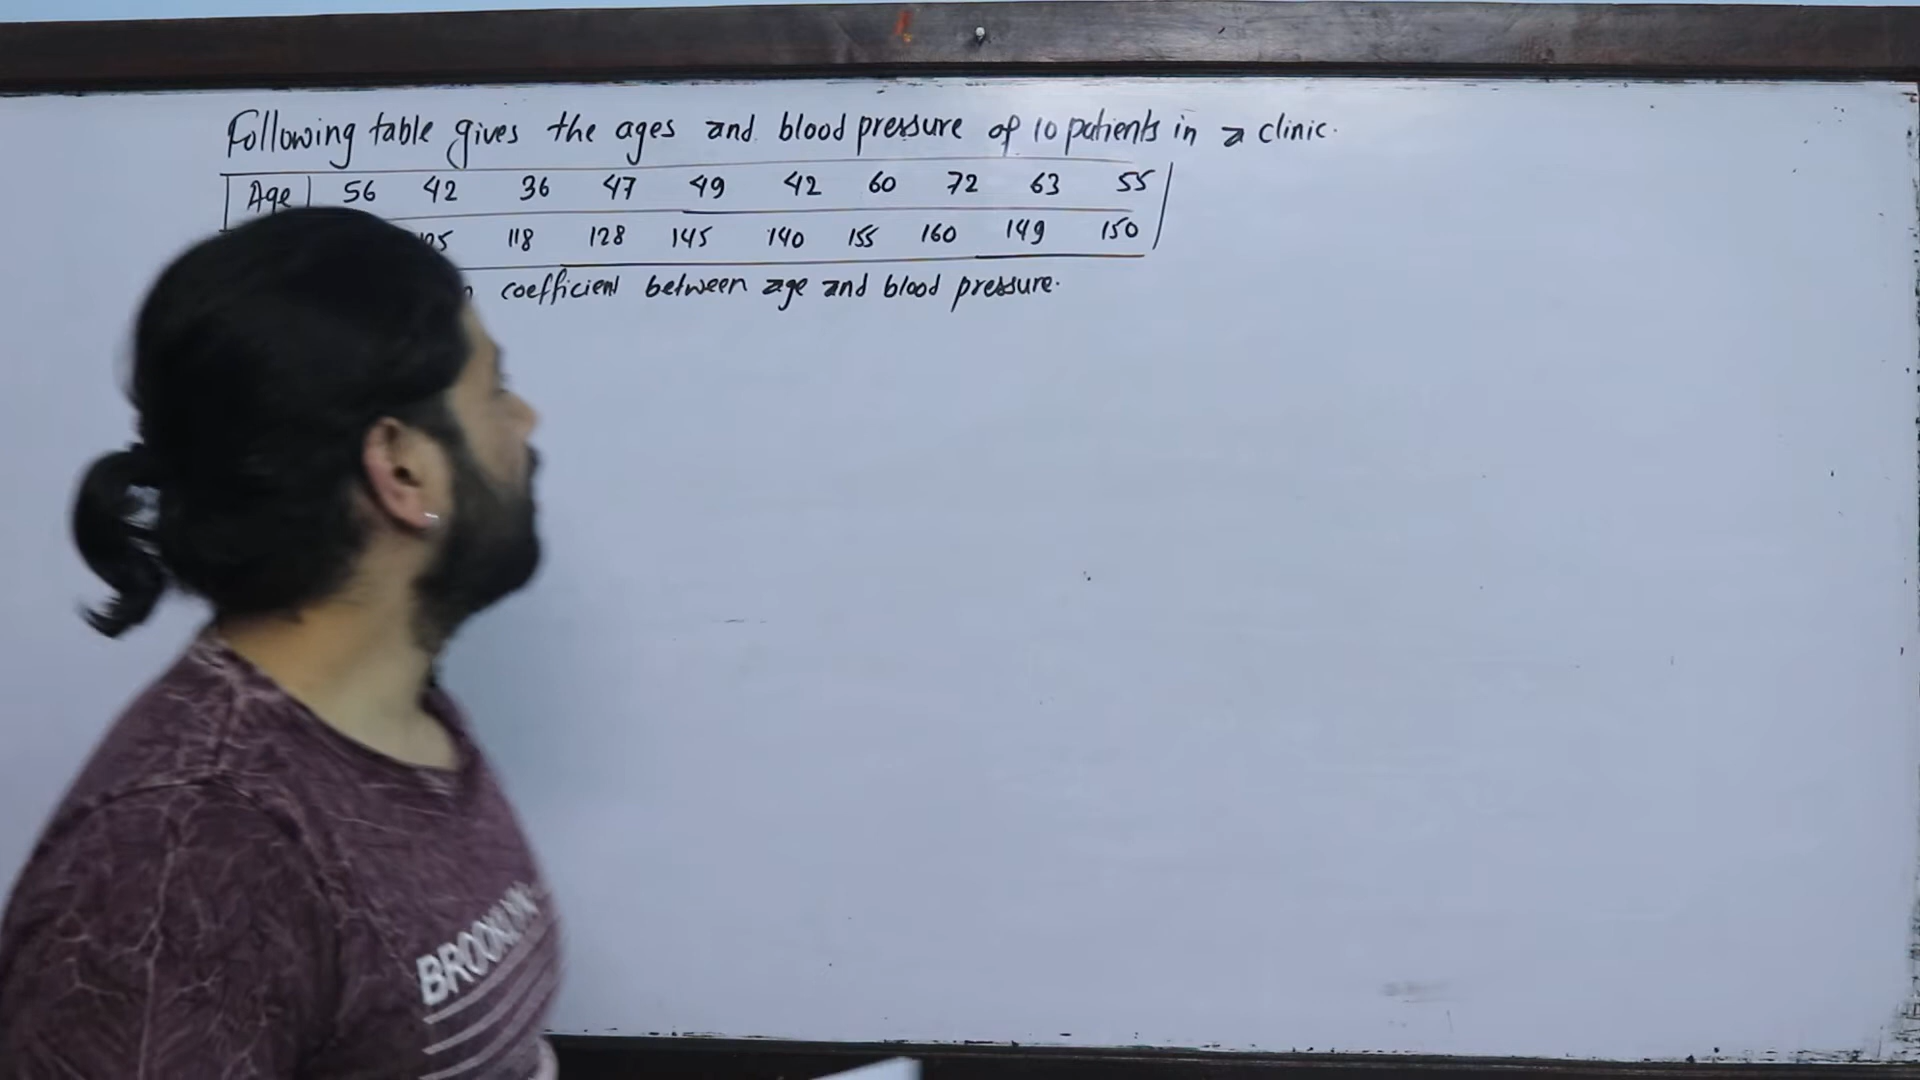 Following table gives the ages and blood pressure of 10 patients in a clinic.
Age 56 42 36 47 49 42 60 72 63 55
118 128 145 140 155 160 149 150
coefficient between age and blood pressure.
BROOKLYN